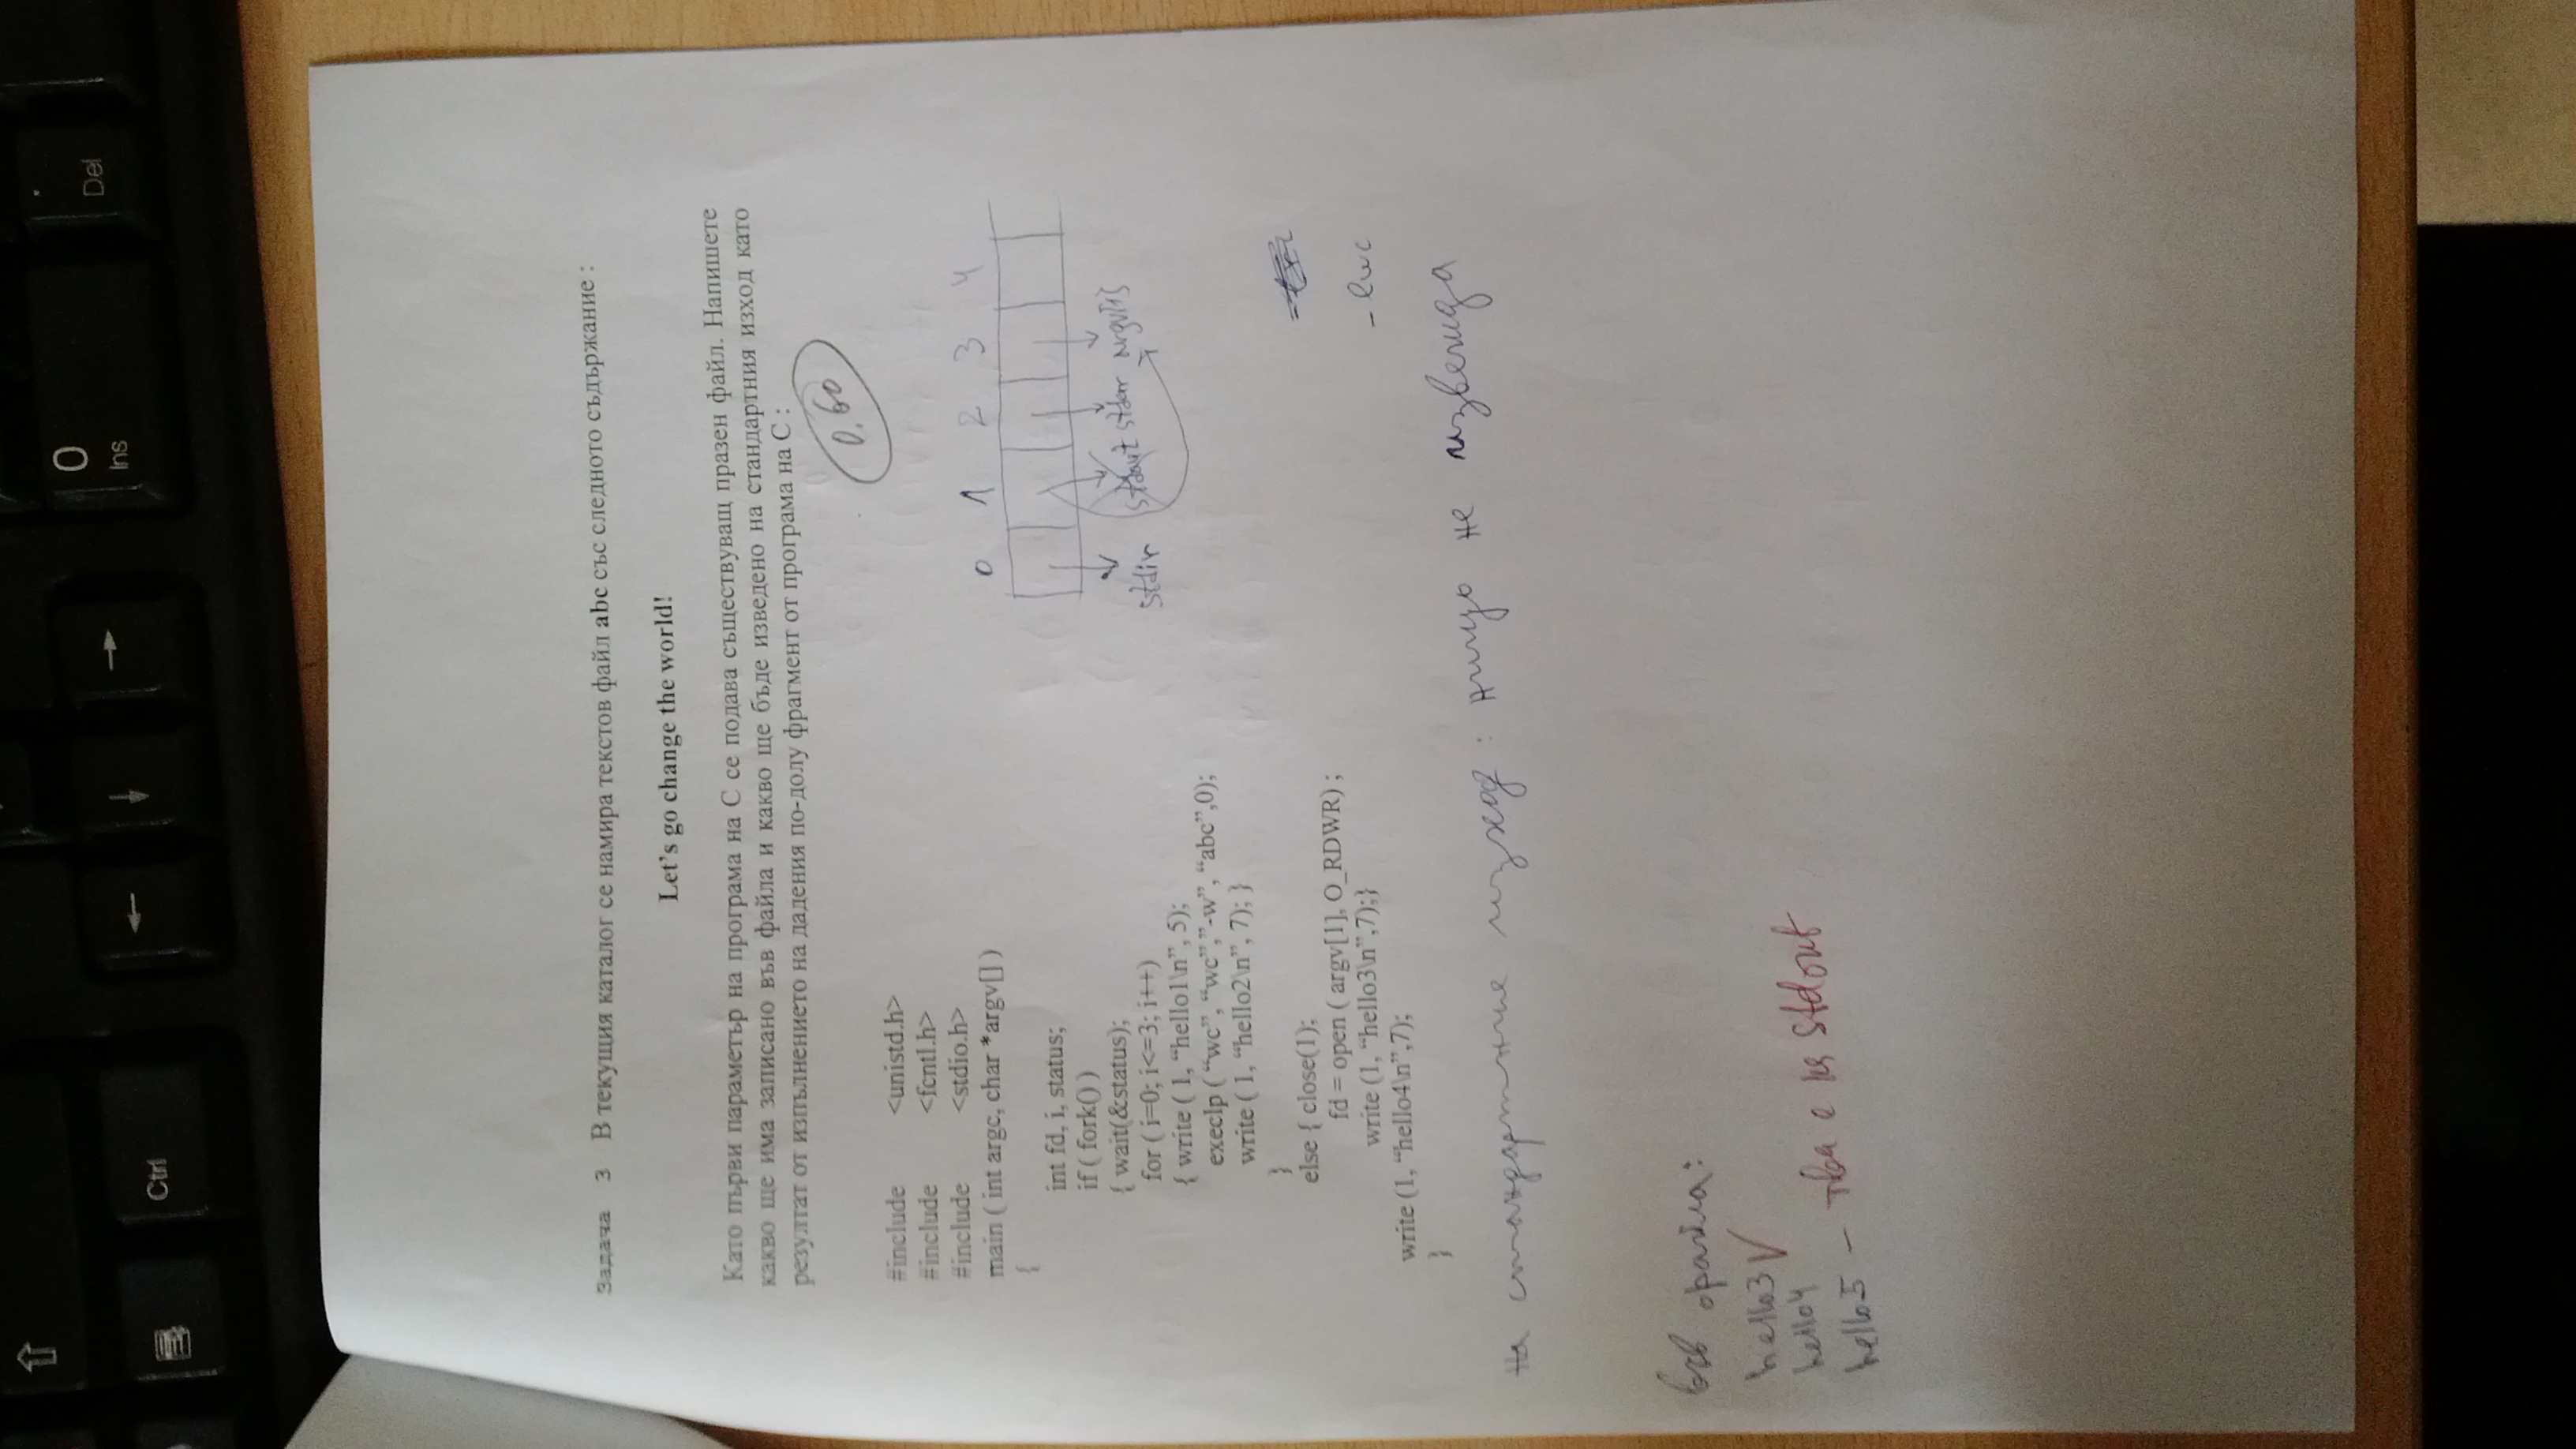 Ctrl
0
Ins
Del
Задача 3 В текущия каталог се намира текстов файл abc със следното съдържание :
Let's go change the world!
Като първи параметър на програма на С се подава съществуващ празен файл. Напишете
какво ще има записано във файла и какво ще бъде изведено на стандартния изход като
резултат от изпълнението на дадения по-долу фрагмент от програма на С :
0.60
#include <unistd.h>
#include <fcntl.h>
#include <stdio.h>
main ( int argc, char *argv[] )
{
int fd, i, status;
if ( fork() )
{ wait(&status);
for ( i=0; i<=3; i++)
{ write ( 1, “hello1\n”, 5);
execlp ( “wc”, “wc”,”-w”, “abc”,0);
write ( 1, “hello2\n”, 7); }
}
else { close(1);
fd = open ( argv[1], O_RDWR) ;
write (1, “hello3\n”,7);}
write (1, “hello4\n”,7);
}
0 1 2 3 4
stdin stdout stderr argv[1]
на стандартния изход : нищо не извежда
във файла:
hello3
hello4
hello5 – това е на stdout